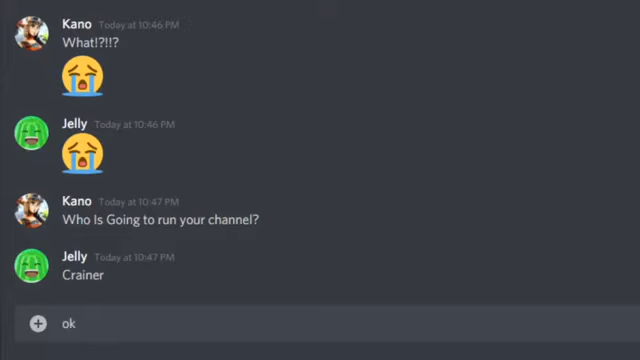 Kano Today at 10:46 PM
What!?!!?
Jelly Today at 10:46 PM
Kano Today at 10:47 PM
Who Is Going to run your channel?
Jelly Today at 10:47 PM
Crainer
ok